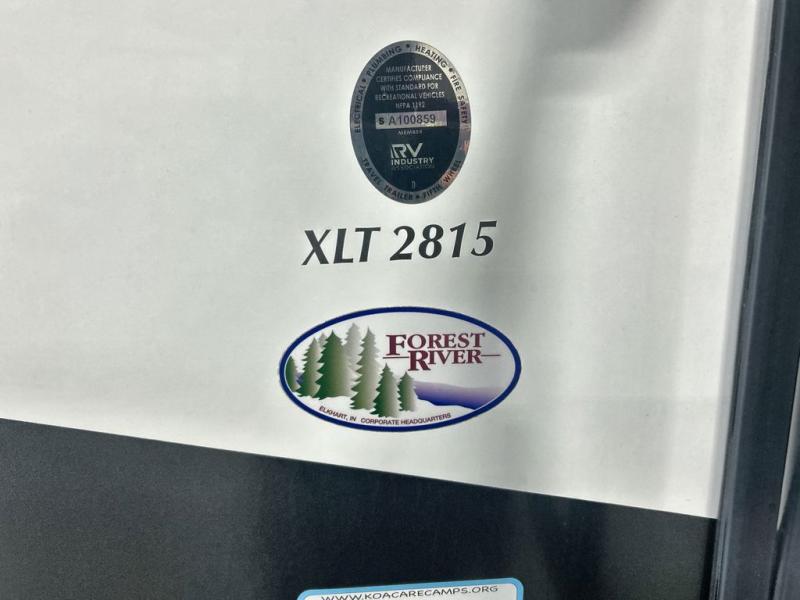 ELECTRICAL • PLUMBING • HEATING • FIRE SAFETY
MANUFACTURER
CERTIFIES COMPLIANCE
WITH STANDARD FOR
RECREATIONAL VEHICLES
NFPA 1192
S A100859
MEMBER
RV
INDUSTRY
ASSOCIATION
D
TRAVEL TRAILER • FIFTH WHEEL
XLT 2815
FOREST
RIVER
ELKHART, IN CORPORATE HEADQUARTERS
WWW.KOACARECAMPS.ORG